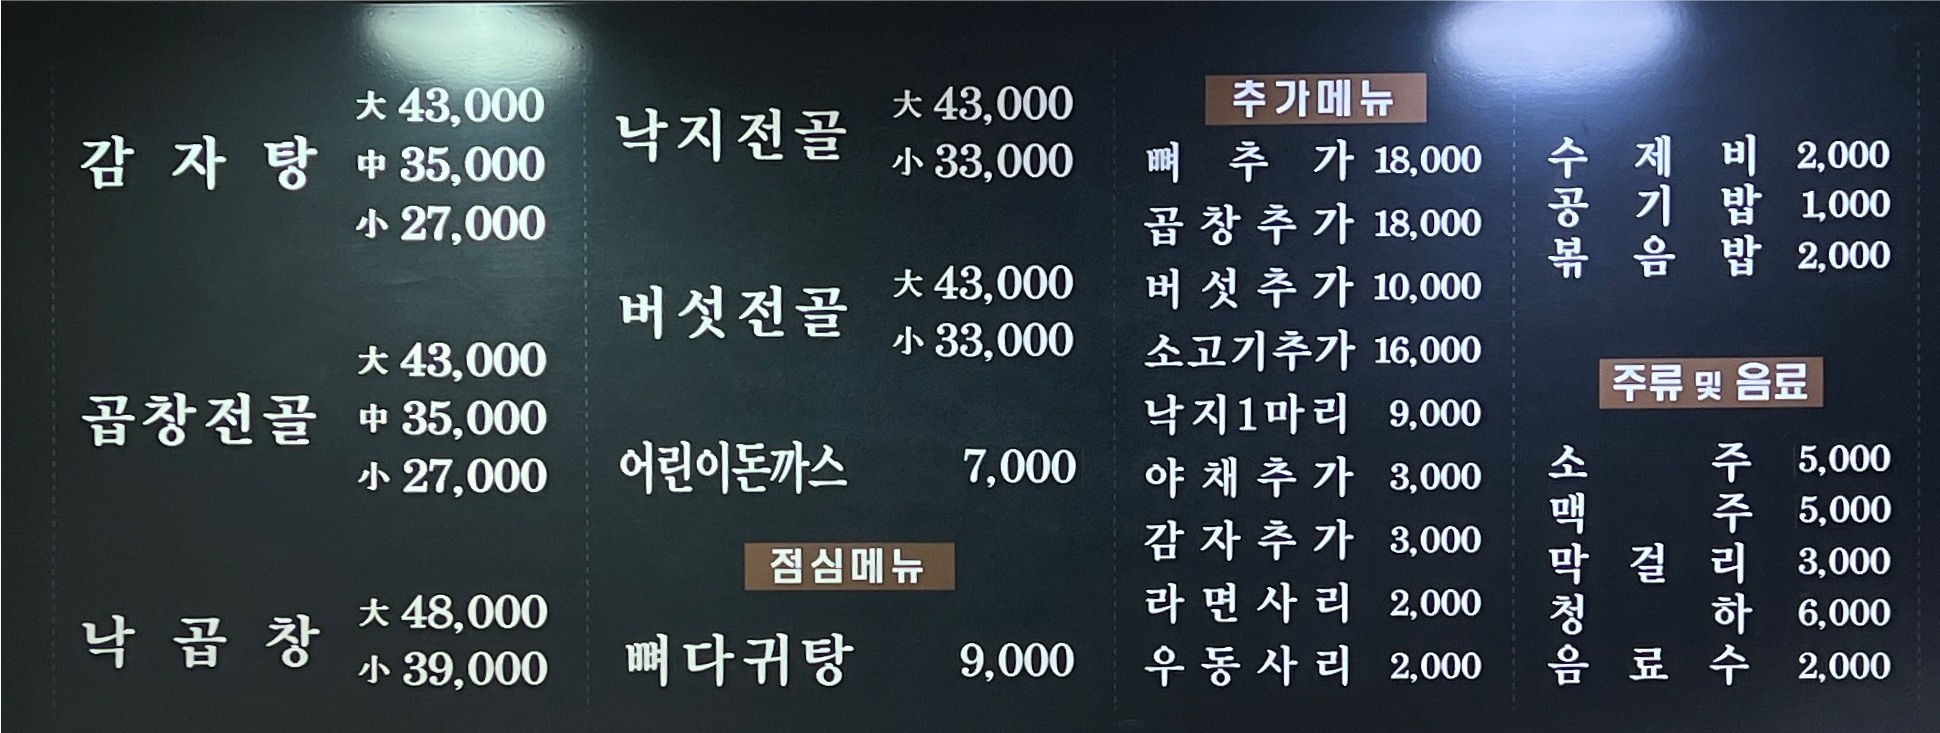 감자탕
大 43,000
中 35,000
小 27,000
곱창전골
大 43,000
中 35,000
小 27,000
낙곱창
大 48,000
小 39,000
낙지전골
大 43,000
小 33,000
버섯전골
大 43,000
小 33,000
어린이돈까스 7,000
점심메뉴
뼈다귀탕 9,000
추가메뉴
뼈추가 18,000
곱창추가 18,000
버섯추가 10,000
소고기추가 16,000
낙지1마리 9,000
야채추가 3,000
감자추가 3,000
라면사리 2,000
우동사리 2,000
수제비 2,000
공기밥 1,000
볶음밥 2,000
주류 및 음료
소주 5,000
맥주 5,000
막걸리 3,000
청하 6,000
음료수 2,000